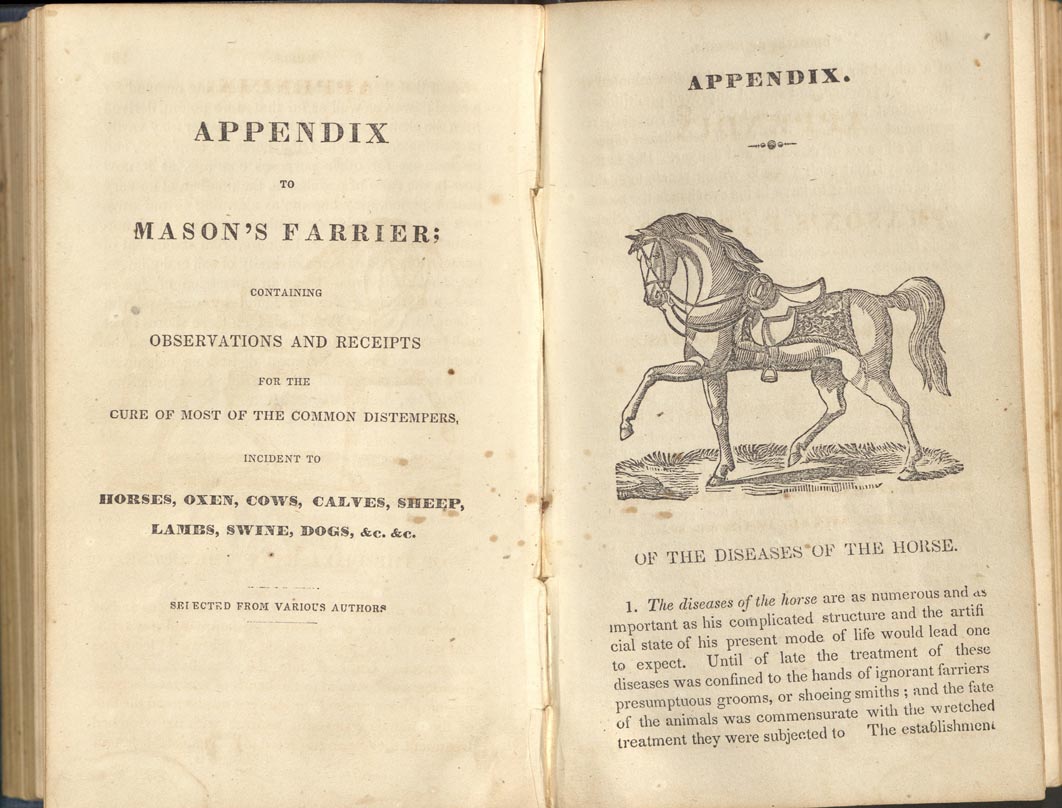 APPENDIX
TO
MASON'S FARRIER;
CONTAINING
OBSERVATIONS AND RECEIPTS
FOR THE
CURE OF MOST OF THE COMMON DISTEMPERS,
INCIDENT TO
HORSES, OXEN, COWS, CALVES, SHEEP,
LAMBS, SWINE, DOGS, &c. &c.
SELECTED FROM VARIOUS AUTHORS
APPENDIX.
OF THE DISEASES OF THE HORSE.
1. The diseases of the horse are as numerous and as
important as his complicated structure and the artifi
cial state of his present mode of life would lead one
to expect. Until of late the treatment of these
diseases was confined to the hands of ignorant farriers
presumptuous grooms, or shoeing smiths ; and the fate
of the animals was commensurate with the wretched
treatment they were subjected to The establishment